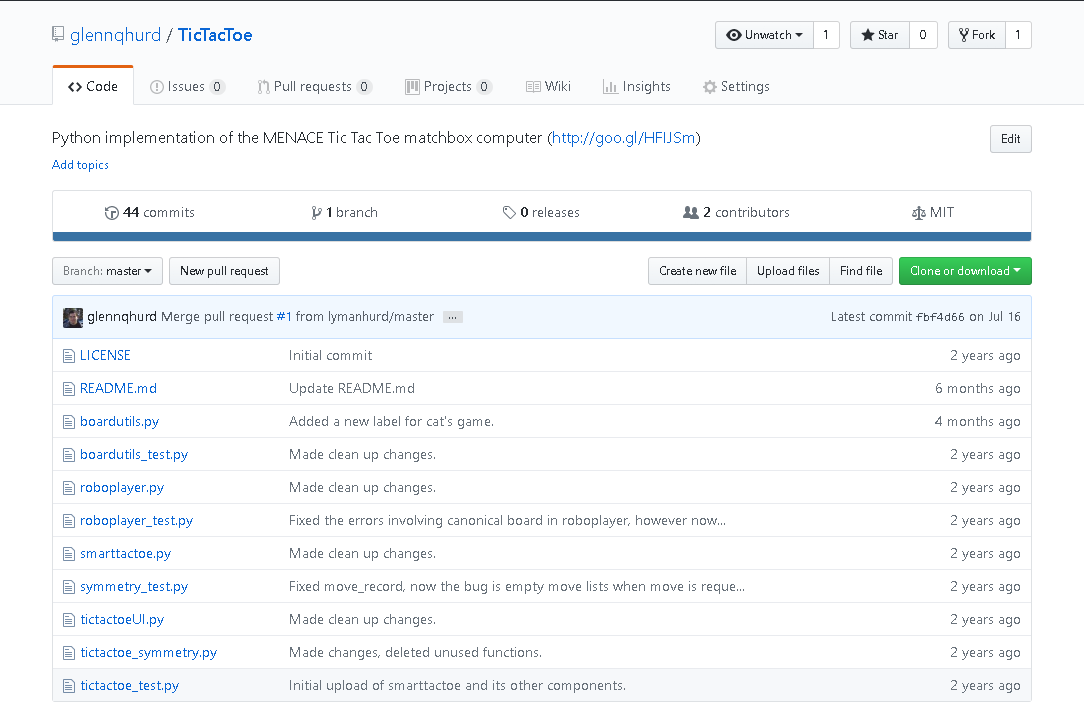 glennqhurd / TicTacToe
Unwatch 1 Star 0 Fork 1
Code Issues 0 Pull requests 0 Projects 0 Wiki Insights Settings
Python implementation of the MENACE Tic Tac Toe matchbox computer (http://goo.gl/HFlJSm) Edit
Add topics
44 commits 1 branch 0 releases 2 contributors MIT
Branch: master New pull request Create new file Upload files Find file Clone or download
glennqhurd Merge pull request #1 from lymanhurd/master ... Latest commit fbf4d66 on Jul 16
LICENSE Initial commit 2 years ago
README.md Update README.md 6 months ago
boardutils.py Added a new label for cat's game. 4 months ago
boardutils_test.py Made clean up changes. 2 years ago
roboplayer.py Made clean up changes. 2 years ago
roboplayer_test.py Fixed the errors involving canonical board in roboplayer, however now... 2 years ago
smarttactoe.py Made clean up changes. 2 years ago
symmetry_test.py Fixed move_record, now the bug is empty move lists when move is reque... 2 years ago
tictactoeUI.py Made clean up changes. 2 years ago
tictactoe_symmetry.py Made changes, deleted unused functions. 2 years ago
tictactoe_test.py Initial upload of smarttactoe and its other components. 2 years ago